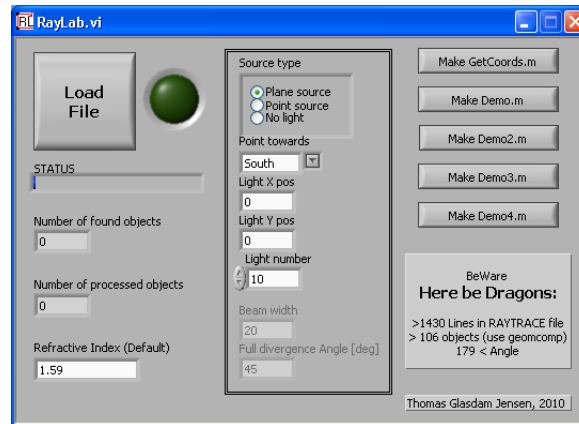 RL RayLab.vi
Load
File
STATUS
Number of found objects
0
Number of processed objects
0
Refractive Index (Default)
1.59
Source type
Plane source
Point source
No light
Point towards
South
Light X pos
0
Light Y pos
0
Light number
10
Beam width
20
Full divergence Angle [deg]
45
Make GetCoords.m
Make Demo.m
Make Demo2.m
Make Demo3.m
Make Demo4.m
BeWare
Here be Dragons:
>1430 Lines in RAYTRACE file
> 106 objects (use geomcomp)
179 < Angle
Thomas Glasdam Jensen, 2010